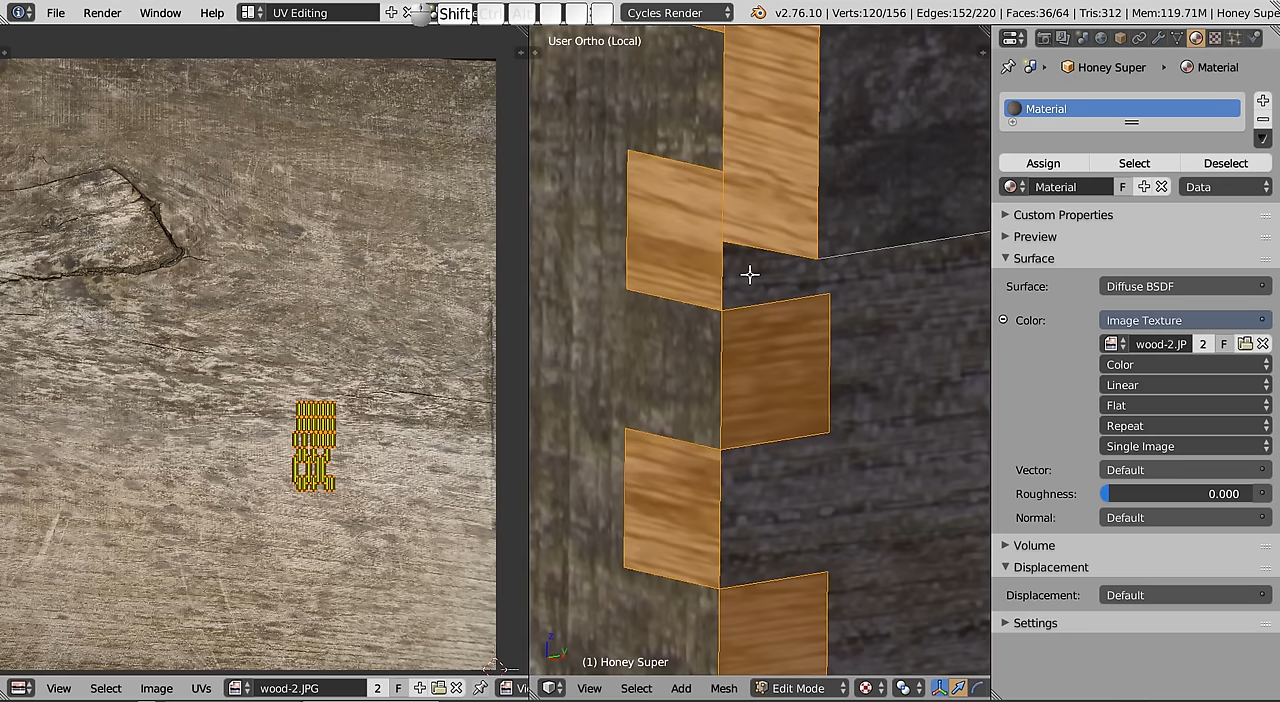 File Render Window Help UV Editing Shift Ctrl Alt Cycles Render v2.76.10 | Verts:120/156 | Edges:152/220 | Faces:36/64 | Tris:312 | Mem:119.71M | Honey Supe
User Ortho (Local)
Honey Super Material
Material
Assign Select Deselect
Material F Data
Custom Properties
Preview
Surface
Surface: Diffuse BSDF
Color: Image Texture
wood-2.JP 2 F
Color
Linear
Flat
Repeat
Single Image
Vector: Default
Roughness: 0.000
Normal: Default
Volume
Displacement
Displacement: Default
Settings
z
y
(1) Honey Super
View Select Image UVs wood-2.JPG 2 F Vi
View Select Add Mesh Edit Mode